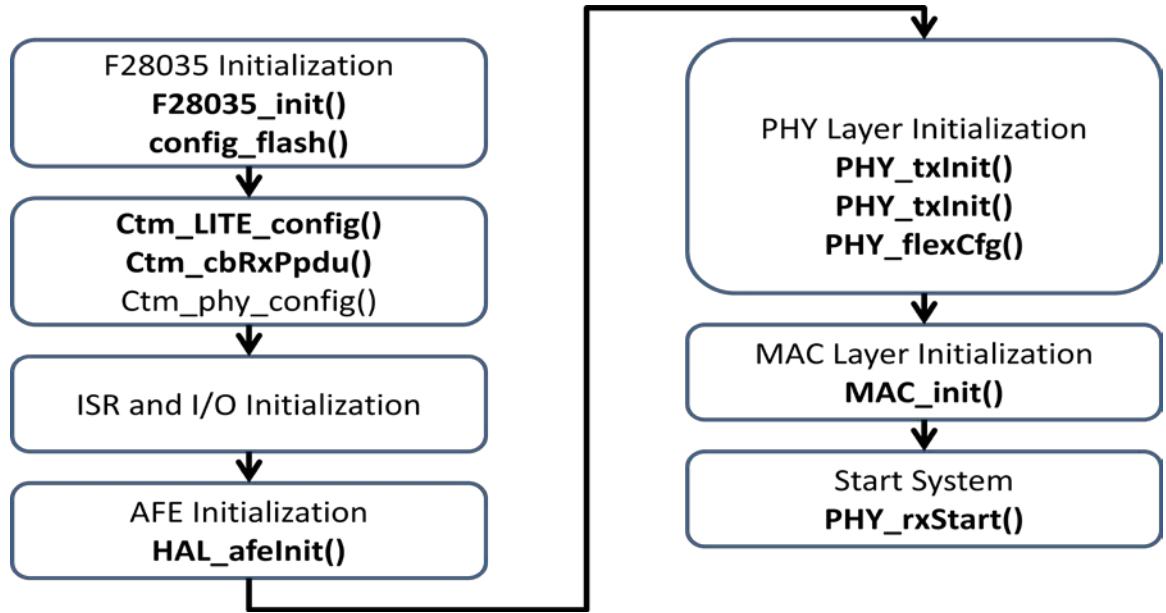 F28035 Initialization
F28035_init()
config_flash()
Ctm_LITE_config()
Ctm_cbRxPpdu()
Ctm_phy_config()
ISR and I/O Initialization
AFE Initialization
HAL_afeInit()
PHY Layer Initialization
PHY_txInit()
PHY_txInit()
PHY_flexCfg()
MAC Layer Initialization
MAC_init()
Start System
PHY_rxStart()